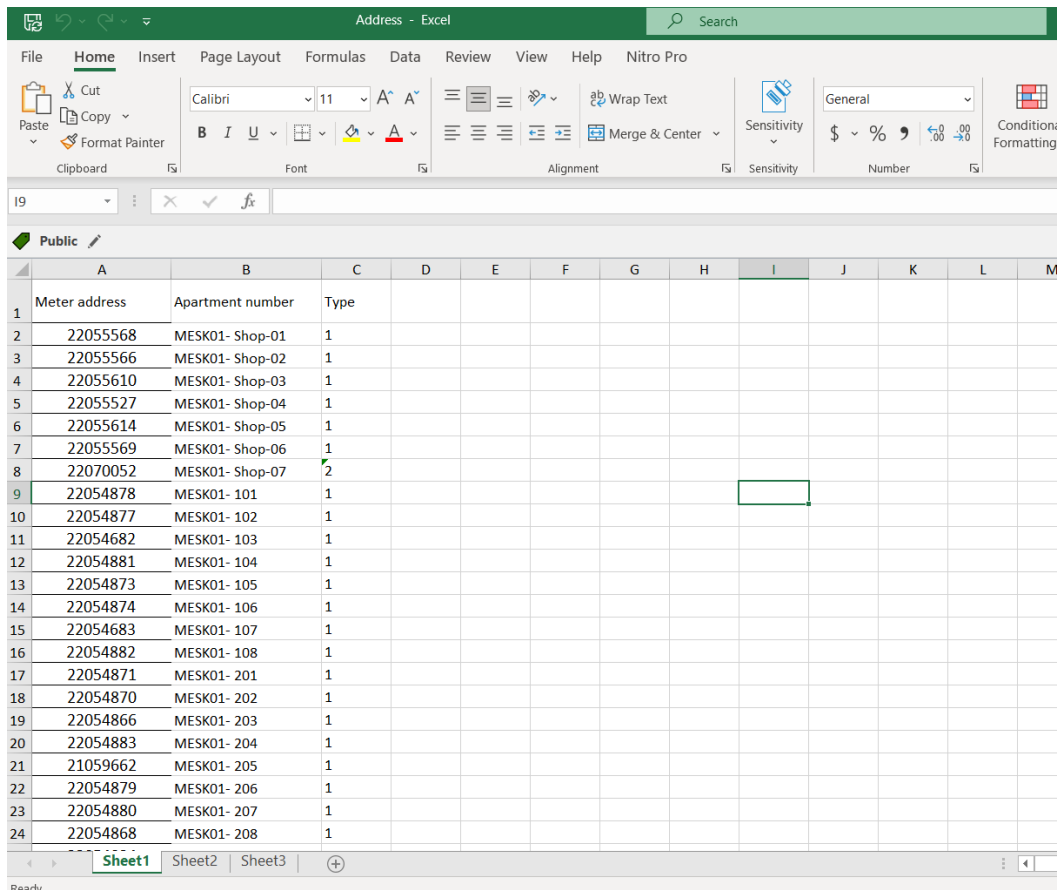 Address - Excel
Search
File Home Insert Page Layout Formulas Data Review View Help Nitro Pro
Paste
Cut
Copy
Format Painter
Clipboard
Calibri 11 A A
B I U A
Font
Wrap Text
Merge & Center
Alignment
Sensitivity
Sensitivity
General
$ % 9 .00 .00
Number
Conditiona
Formatting
I9 fx
Public
A B C D E F G H I J K L M
1 Meter address Apartment number Type
2 22055568 MESK01- Shop-01 1
3 22055566 MESK01- Shop-02 1
4 22055610 MESK01- Shop-03 1
5 22055527 MESK01- Shop-04 1
6 22055614 MESK01- Shop-05 1
7 22055569 MESK01- Shop-06 1
8 22070052 MESK01- Shop-07 2
9 22054878 MESK01- 101 1
10 22054877 MESK01- 102 1
11 22054682 MESK01- 103 1
12 22054881 MESK01- 104 1
13 22054873 MESK01- 105 1
14 22054874 MESK01- 106 1
15 22054683 MESK01- 107 1
16 22054882 MESK01- 108 1
17 22054871 MESK01- 201 1
18 22054870 MESK01- 202 1
19 22054866 MESK01- 203 1
20 22054883 MESK01- 204 1
21 21059662 MESK01- 205 1
22 22054879 MESK01- 206 1
23 22054880 MESK01- 207 1
24 22054868 MESK01- 208 1
Sheet1 Sheet2 Sheet3
Ready